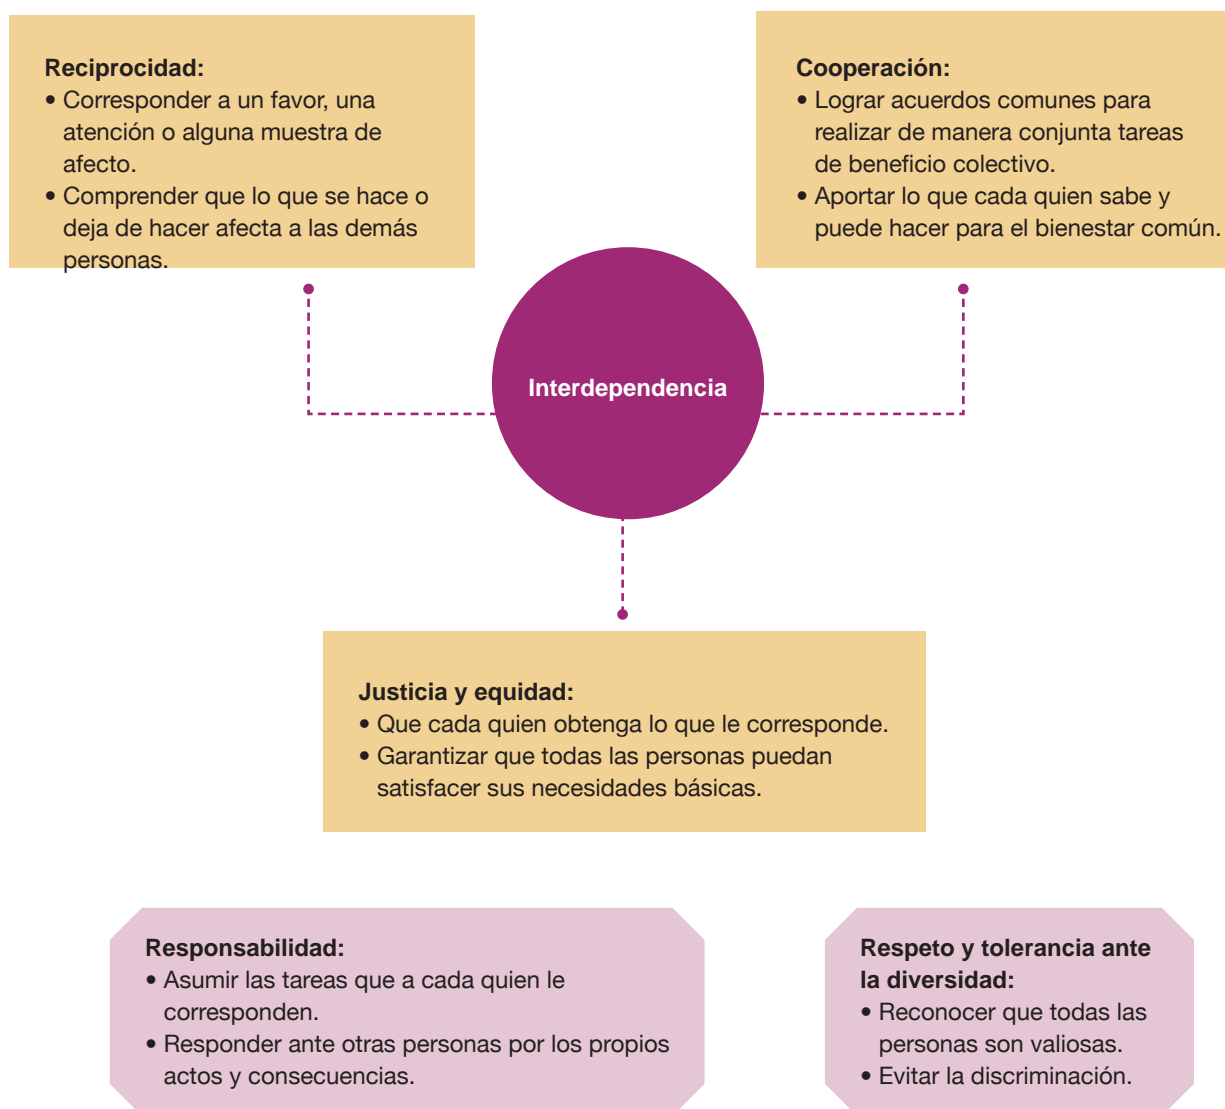 Reciprocidad:
• Corresponder a un favor, una
atención o alguna muestra de
afecto.
• Comprender que lo que se hace o
deja de hacer afecta a las demás
personas.
Cooperación:
• Lograr acuerdos comunes para
realizar de manera conjunta tareas
de beneficio colectivo.
• Aportar lo que cada quien sabe y
puede hacer para el bienestar común.
Interdependencia
Justicia y equidad:
• Que cada quien obtenga lo que le corresponde.
• Garantizar que todas las personas puedan
satisfacer sus necesidades básicas.
Responsabilidad:
• Asumir las tareas que a cada quien le
corresponden.
• Responder ante otras personas por los propios
actos y consecuencias.
Respeto y tolerancia ante
la diversidad:
• Reconocer que todas las
personas son valiosas.
• Evitar la discriminación.